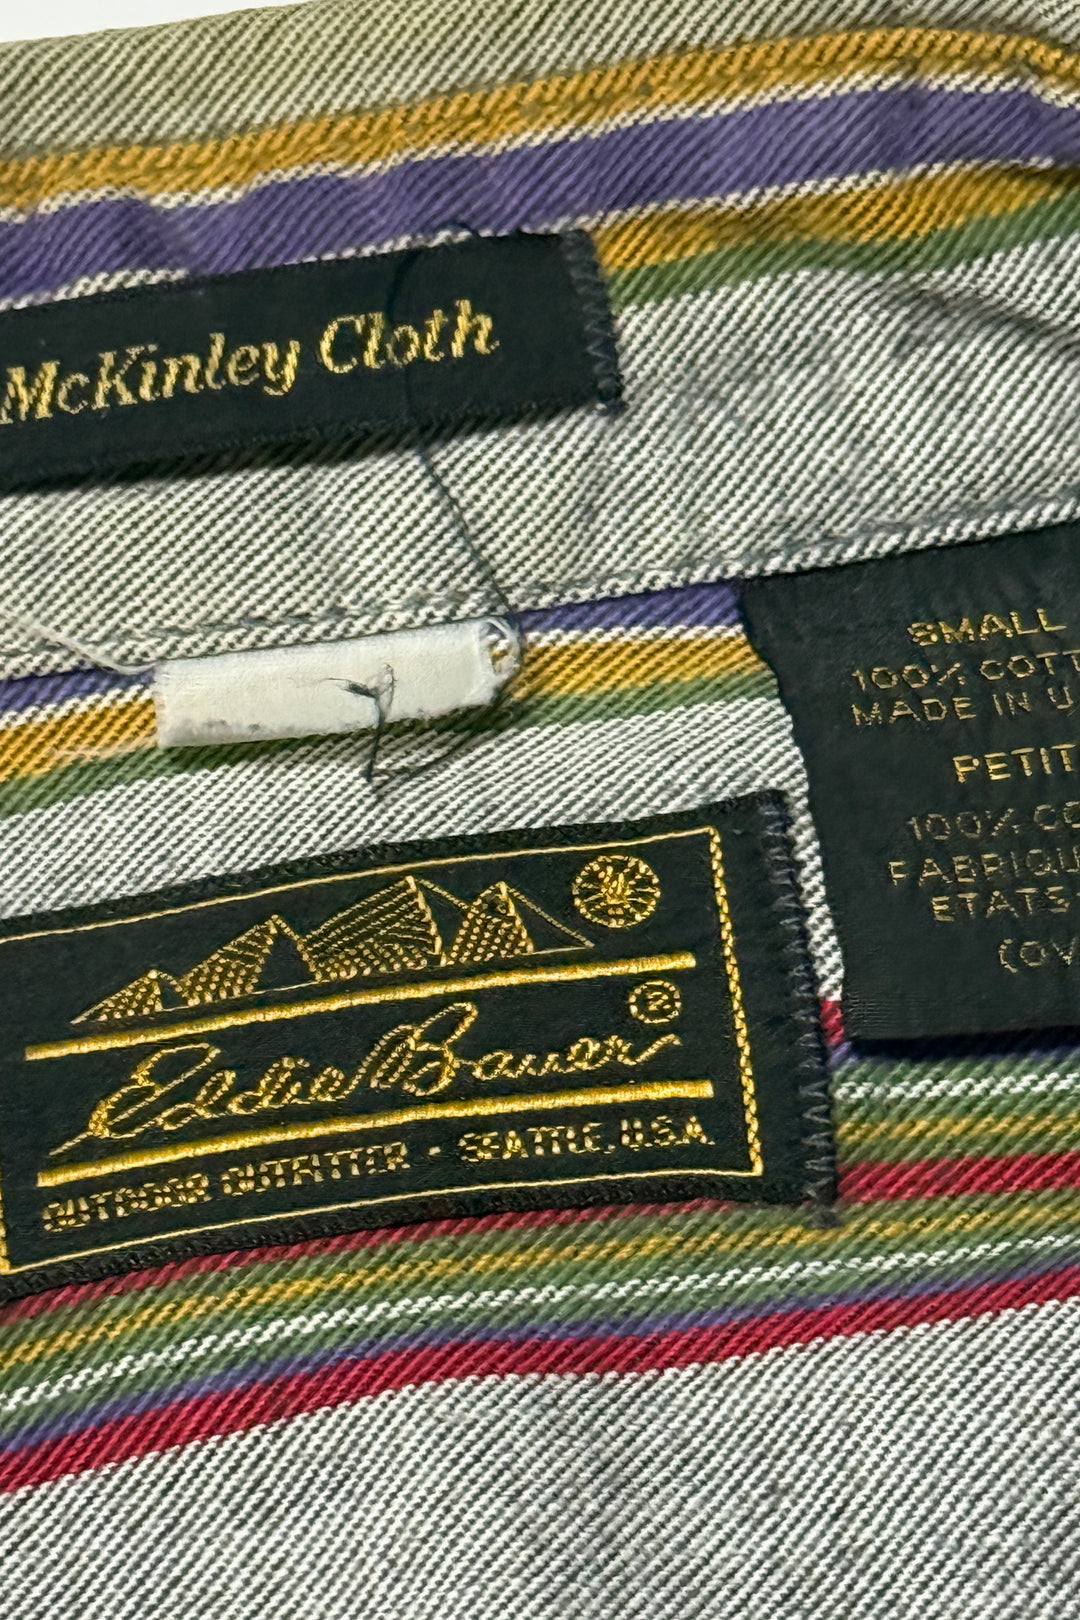 McKinley Cloth
SMALL
100% COTT
MADE IN U
PETIT
100% CO
FABRIQU
ETATS
(OV
®
Eddie Bauer
OUTDOOR OUTFITTER - SEATTLE, U.S.A.